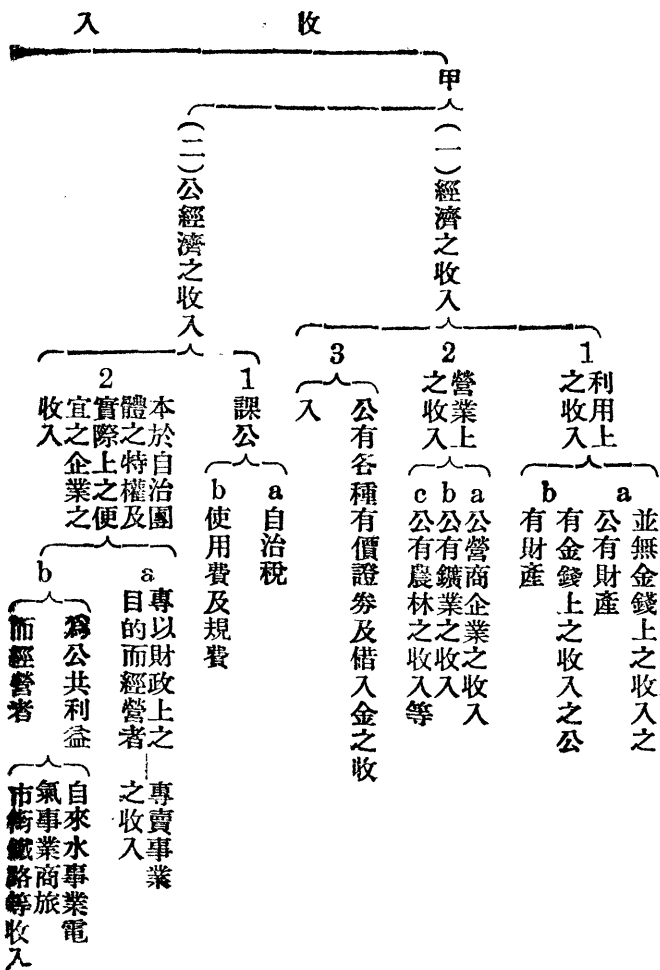 收入
甲
(一)經濟之收入
1 利用上之收入
a 並無金錢上之收入之公有財產
b 有金錢上之收入之公有財產
2 營業上之收入
a 公營商企業之收入
b 公有鑛業之收入
c 公有農林之收入等
3 公有各種有價證劵及借入金之收入
(二)公經濟之收入
1 課公
a 自治稅
b 使用費及規費
2 本於自治團體之特權及實際上之便宜之企業之收入
a 專以財政上之目的而經營者
專賣事業之收入
b 爲公共利益而經營者
自來水事業電氣事業商旅市街鐵路等收入